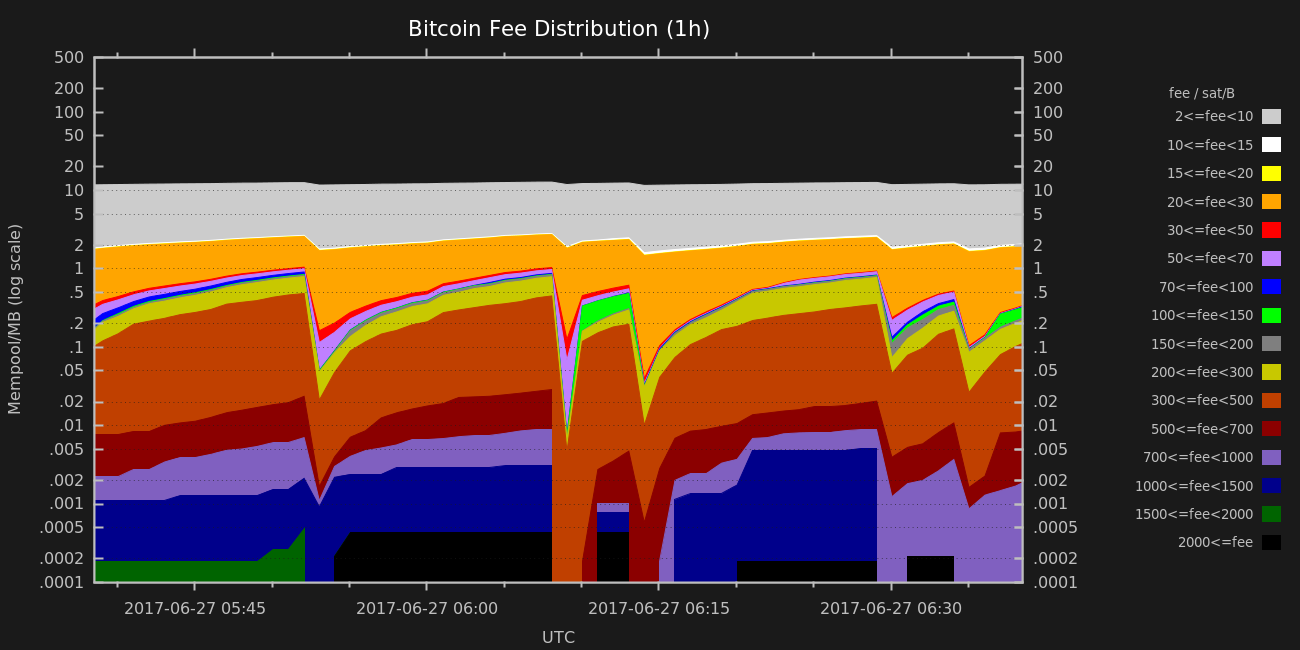 Bitcoin Fee Distribution (1h)
Mempool/MB (log scale)
500
200
100
50
20
10
5
2
1
.5
.2
.1
.05
.02
.01
.005
.002
.001
.0005
.0002
.0001
500
200
100
50
20
10
5
2
1
.5
.2
.1
.05
.02
.01
.005
.002
.001
.0005
.0002
.0001
2017-06-27 05:45
2017-06-27 06:00
2017-06-27 06:15
2017-06-27 06:30
UTC
fee / sat/B
2<=fee<10
10<=fee<15
15<=fee<20
20<=fee<30
30<=fee<50
50<=fee<70
70<=fee<100
100<=fee<150
150<=fee<200
200<=fee<300
300<=fee<500
500<=fee<700
700<=fee<1000
1000<=fee<1500
1500<=fee<2000
2000<=fee